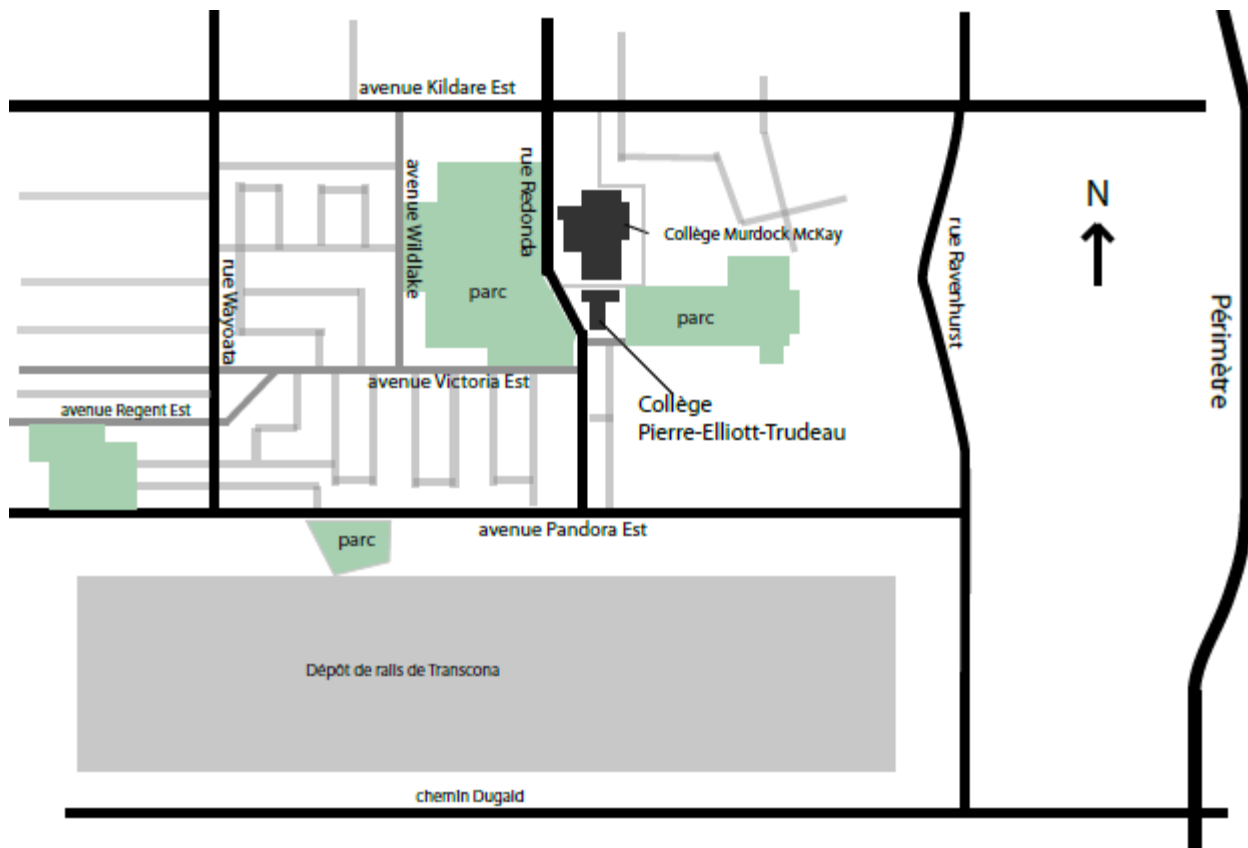 avenue Kildare Est
rue Redonda
avenue Wildlake
N
Collège Murdock McKay
rue Ravenhurst
rue Wayoata
parc
Périmètre
parc
avenue Victoria Est
avenue Regent Est
Collège
Pierre-Elliott-Trudeau
avenue Pandora Est
parc
Dépôt de rails de Transcona
chemin Dugald